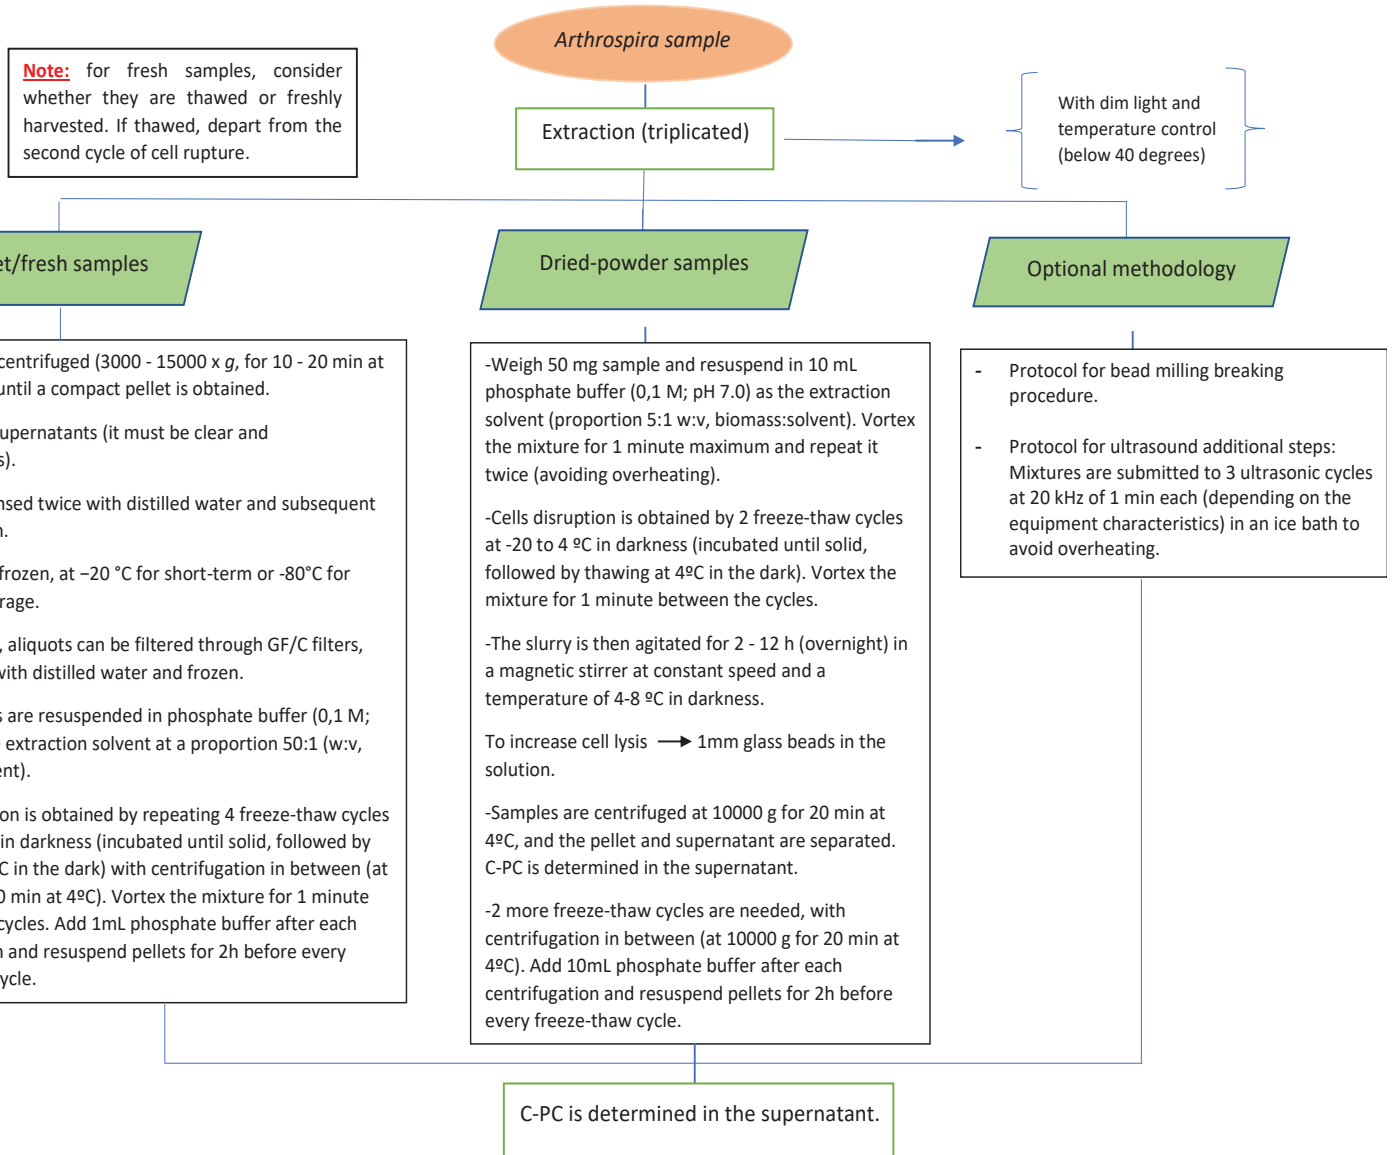 Arthrospira sample
Note: for fresh samples, consider
whether they are thawed or freshly
harvested. If thawed, depart from the
second cycle of cell rupture.
Extraction (triplicated)
With dim light and
temperature control
(below 40 degrees)
et/fresh samples
centrifuged (3000 - 15000 x g, for 10 - 20 min at
until a compact pellet is obtained.
upernatants (it must be clear and
s).
nsed twice with distilled water and subsequent
n.
frozen, at −20 °C for short-term or -80°C for
rage.
, aliquots can be filtered through GF/C filters,
with distilled water and frozen.
s are resuspended in phosphate buffer (0,1 M;
extraction solvent at a proportion 50:1 (w:v,
ent).
on is obtained by repeating 4 freeze-thaw cycles
in darkness (incubated until solid, followed by
C in the dark) with centrifugation in between (at
0 min at 4ºC). Vortex the mixture for 1 minute
cycles. Add 1mL phosphate buffer after each
n and resuspend pellets for 2h before every
ycle.
Dried-powder samples
-Weigh 50 mg sample and resuspend in 10 mL
phosphate buffer (0,1 M; pH 7.0) as the extraction
solvent (proportion 5:1 w:v, biomass:solvent). Vortex
the mixture for 1 minute maximum and repeat it
twice (avoiding overheating).
-Cells disruption is obtained by 2 freeze-thaw cycles
at -20 to 4 ºC in darkness (incubated until solid,
followed by thawing at 4ºC in the dark). Vortex the
mixture for 1 minute between the cycles.
-The slurry is then agitated for 2 - 12 h (overnight) in
a magnetic stirrer at constant speed and a
temperature of 4-8 ºC in darkness.
To increase cell lysis → 1mm glass beads in the
solution.
-Samples are centrifuged at 10000 g for 20 min at
4ºC, and the pellet and supernatant are separated.
C-PC is determined in the supernatant.
-2 more freeze-thaw cycles are needed, with
centrifugation in between (at 10000 g for 20 min at
4ºC). Add 10mL phosphate buffer after each
centrifugation and resuspend pellets for 2h before
every freeze-thaw cycle.
Optional methodology
- Protocol for bead milling breaking
procedure.
- Protocol for ultrasound additional steps:
Mixtures are submitted to 3 ultrasonic cycles
at 20 kHz of 1 min each (depending on the
equipment characteristics) in an ice bath to
avoid overheating.
C-PC is determined in the supernatant.